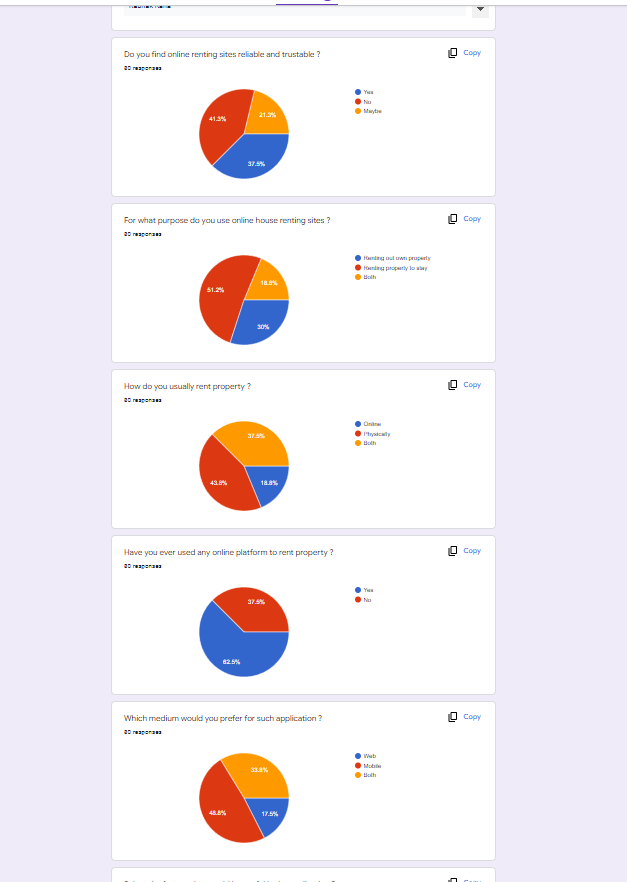 Do you find online renting sites reliable and trustable ?
Copy
80 responses
Yes
No
Maybe
41.3%
21.3%
37.5%
For what purpose do you use online house renting sites ?
Copy
80 responses
Renting out own property
Renting property to stay
Both
51.2%
18.8%
30%
How do you usually rent property ?
Copy
80 responses
Online
Physically
Both
37.5%
43.8%
18.8%
Have you ever used any online platform to rent property ?
Copy
80 responses
Yes
No
37.5%
62.5%
Which medium would you prefer for such application ?
Copy
80 responses
Web
Mobile
Both
33.8%
48.8%
17.5%
Copy